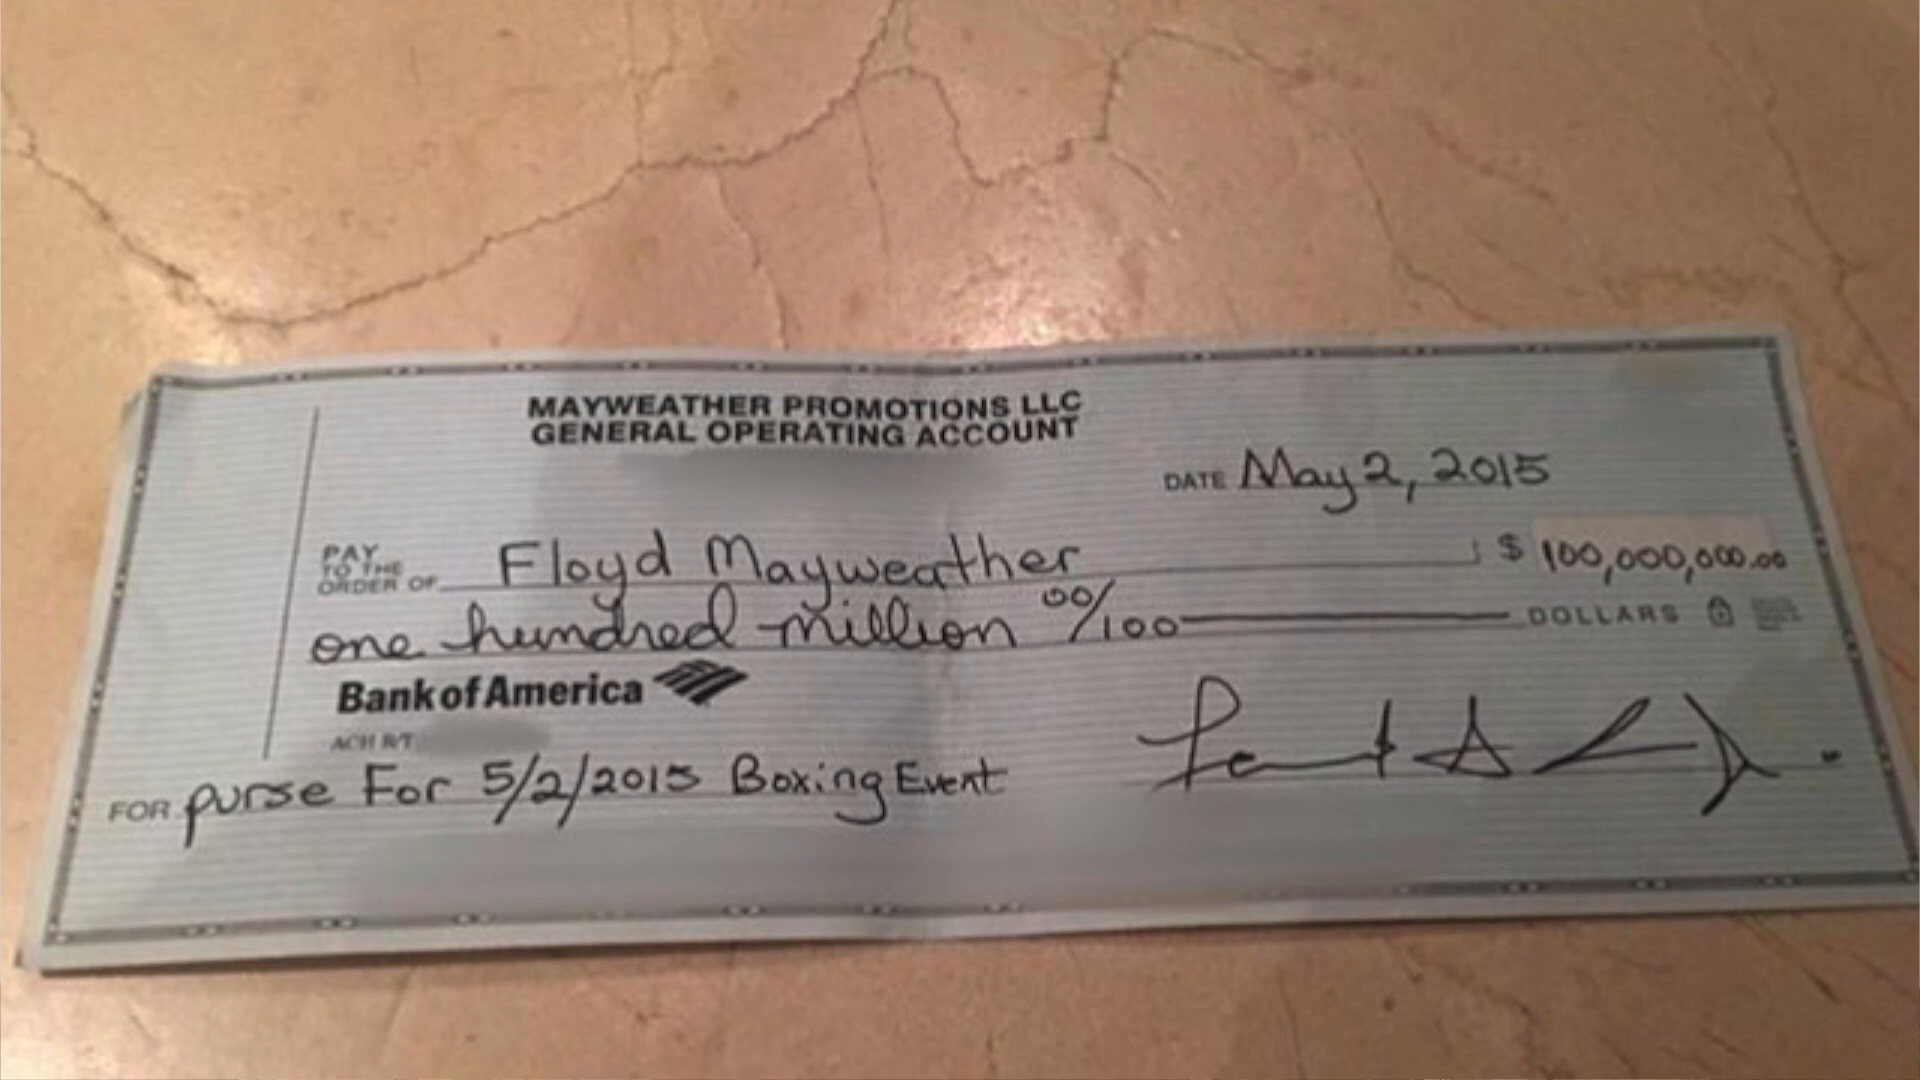 MAYWEATHER PROMOTIONS LLC
GENERAL OPERATING ACCOUNT
DATE May 2, 2015
PAY TO THE ORDER OF Floyd Mayweather $ 100,000,000.00
one hundred million 00/100 DOLLARS
Bank of America
ACH R/T
FOR purse For 5/2/2015 Boxing Event